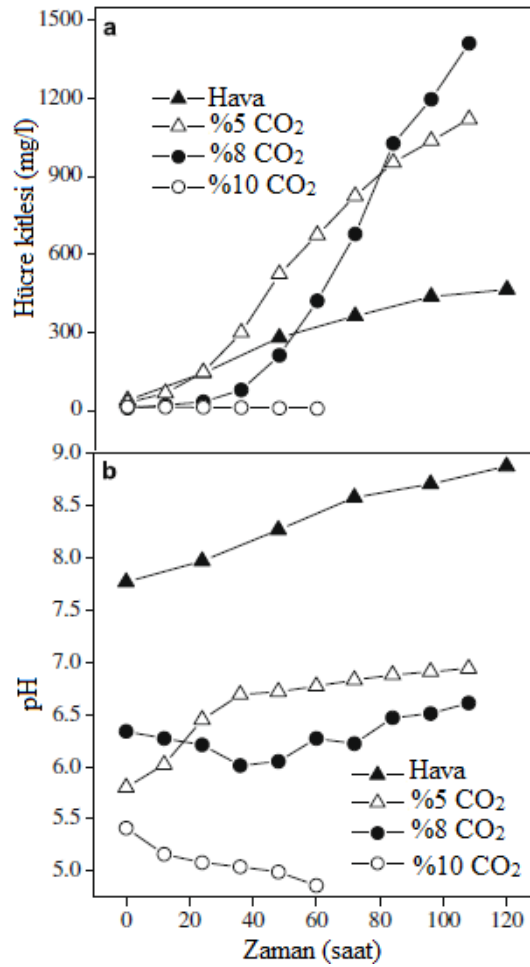 a
Hava
%5 CO₂
%8 CO₂
%10 CO₂
Hücre kitlesi (mg/l)
1500
1200
900
600
300
0
b
9.0
8.5
8.0
7.5
7.0
6.5
6.0
5.5
5.0
pH
Hava
%5 CO₂
%8 CO₂
%10 CO₂
0 20 40 60 80 100 120
Zaman (saat)